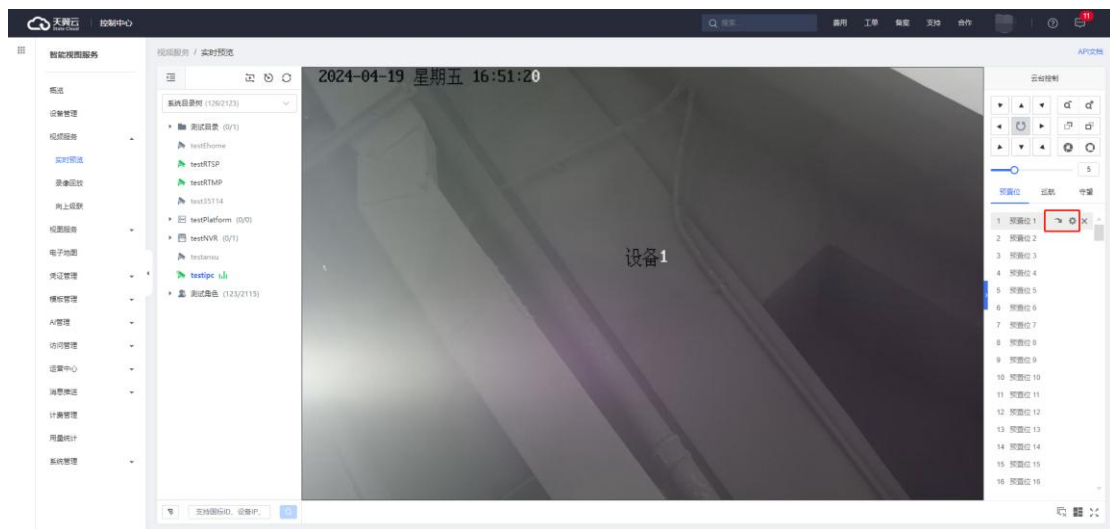 天翼云
State Cloud
控制中心
搜索
费用
工单
备案
支持
合作
11
智能视图服务
视频服务 / 实时预览
API文档
概览
设备管理
视频服务
实时预览
录像回放
向上级联
视图服务
电子地图
凭证管理
模板管理
AI管理
访问管理
运营中心
消息推送
计费管理
用量统计
系统管理
系统目录树 (126/2123)
测试目录 (0/1)
testEhome
testRTSP
testRTMP
test35114
testPlatform (0/0)
testNVR (0/1)
testipc
测试角色 (123/2115)
支持国标ID、设备IP、
2024-04-19 星期五 16:51:20
设备1
云台控制
5
预置位
巡航
守望
1 预置位 1
2 预置位 2
3 预置位 3
4 预置位 4
5 预置位 5
6 预置位 6
7 预置位 7
8 预置位 8
9 预置位 9
10 预置位 10
11 预置位 11
12 预置位 12
13 预置位 13
14 预置位 14
15 预置位 15
16 预置位 16